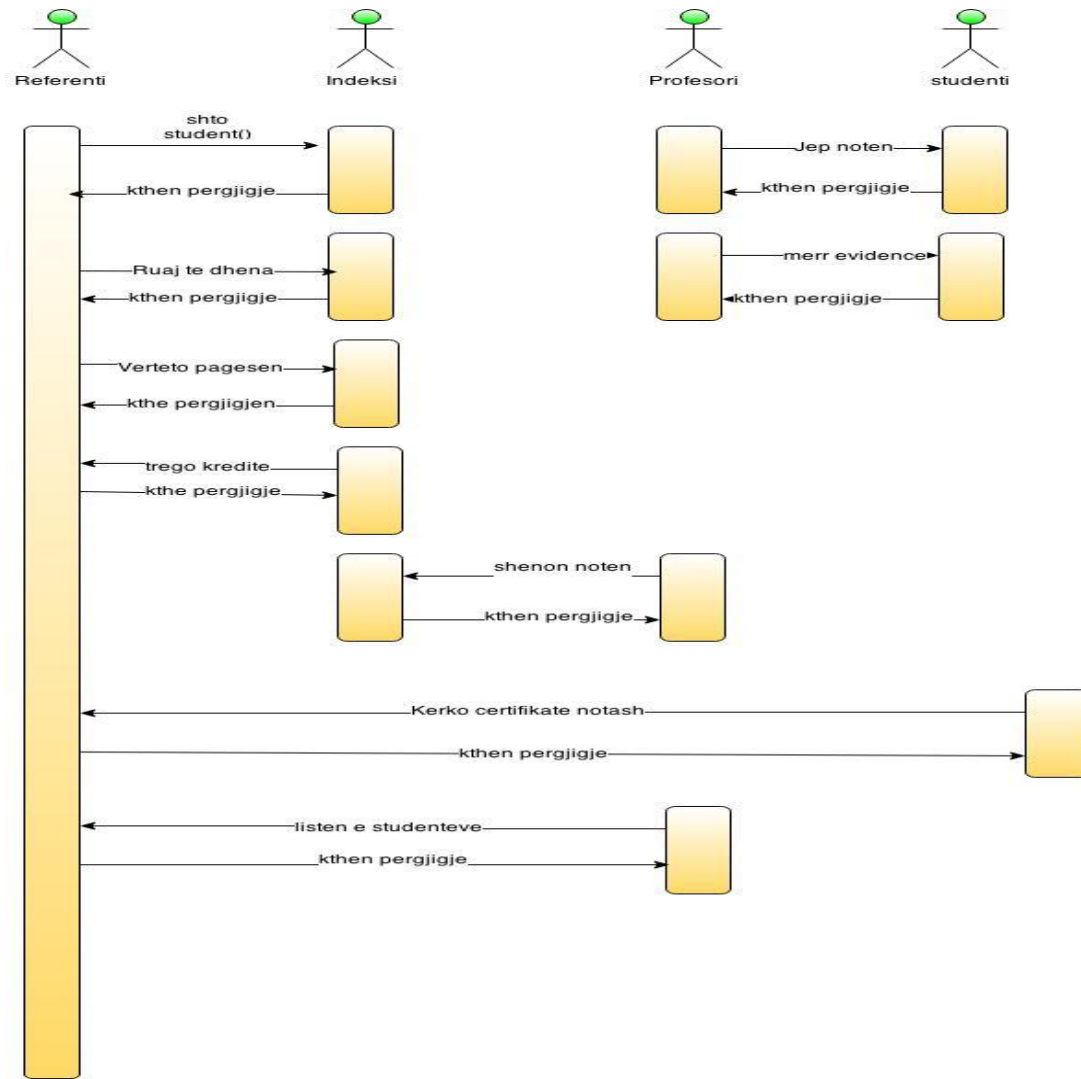 Referenti
Indeksi
Profesori
studenti
shto
student()
Jep noten
kthen pergjigje
kthen pergjigje
Ruaj te dhena
merr evidence
kthen pergjigje
kthen pergjigje
Verteto pagesen
kthe pergjigjen
trego kredite
kthe pergjigje
shenon noten
kthen pergjigje
Kerko certifikate notash
kthen pergjigje
listen e studenteve
kthen pergjigje